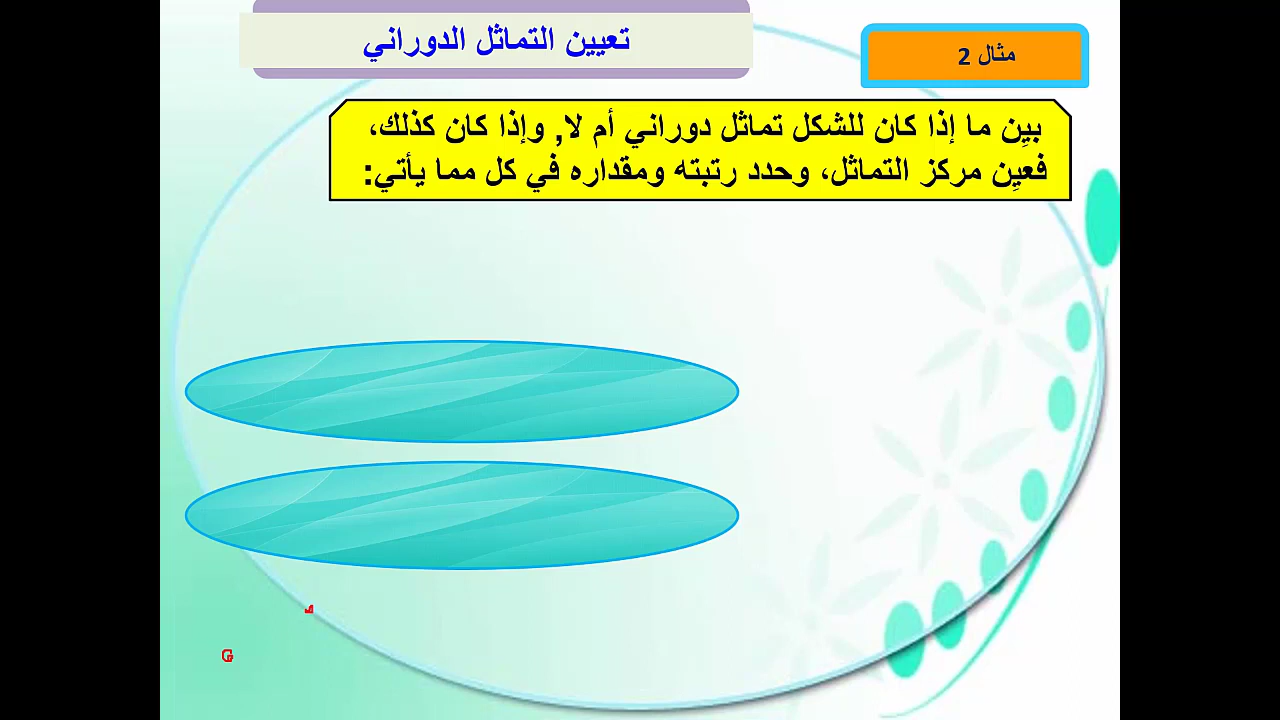 تعيين التماثل الدوراني
مثال 2
بيِن ما إذا كان للشكل تماثل دوراني أم لا, وإذا كان كذلك،
فعيِن مركز التماثل، وحدد رتبته ومقداره في كل مما يأتي: